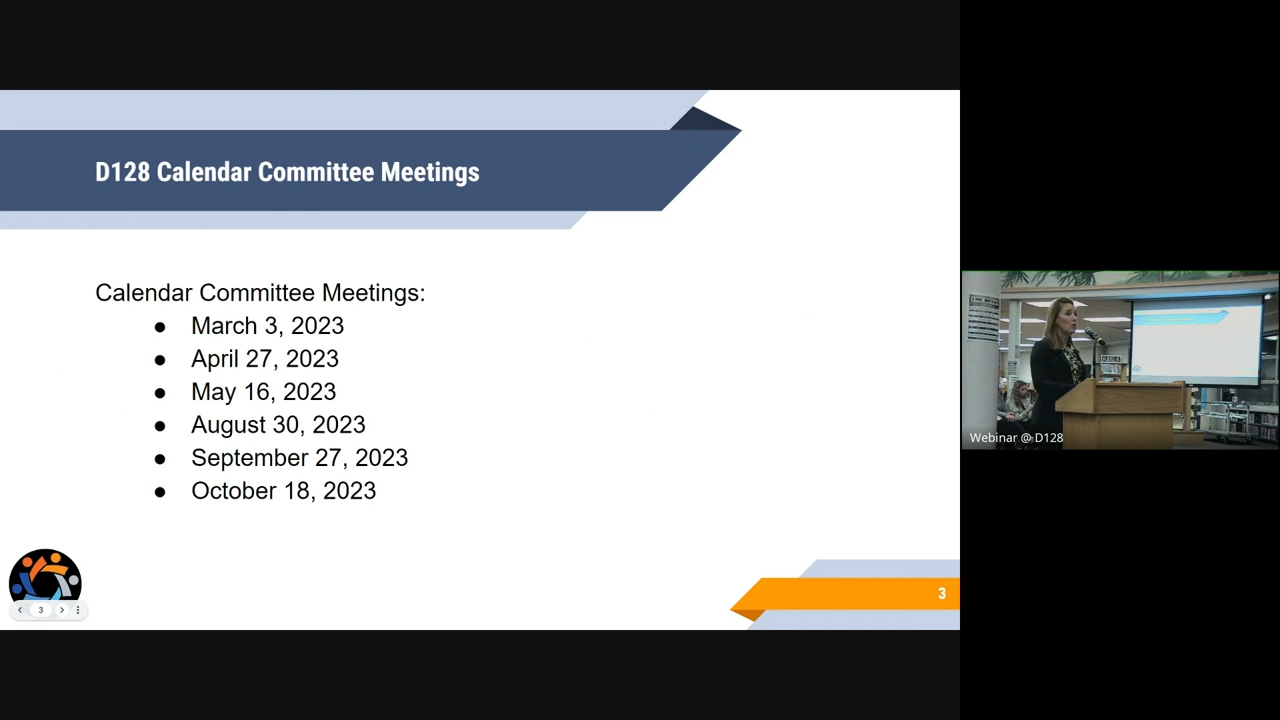 D128 Calendar Committee Meetings
Calendar Committee Meetings:
● March 3, 2023
● April 27, 2023
● May 16, 2023
● August 30, 2023
● September 27, 2023
● October 18, 2023
3
3
Webinar @ D128